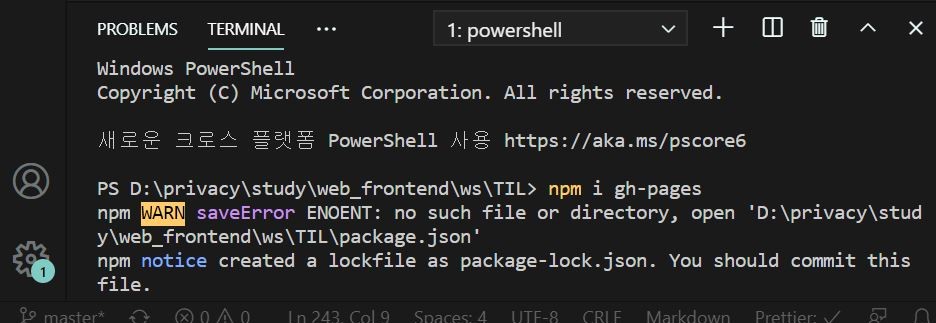 PROBLEMS TERMINAL ··· 1: powershell
Windows PowerShell
Copyright (C) Microsoft Corporation. All rights reserved.
새로운 크로스 플랫폼 PowerShell 사용 https://aka.ms/pscore6
PS D:\privacy\study\web_frontend\ws\TIL> npm i gh-pages
npm WARN saveError ENOENT: no such file or directory, open 'D:\privacy\stud
y\web_frontend\ws\TIL\package.json'
npm notice created a lockfile as package-lock.json. You should commit this
file.
1
master* 0 0 Ln 243, Col 9 Spaces: 4 UTF-8 CRLF Markdown Prettier: ✓